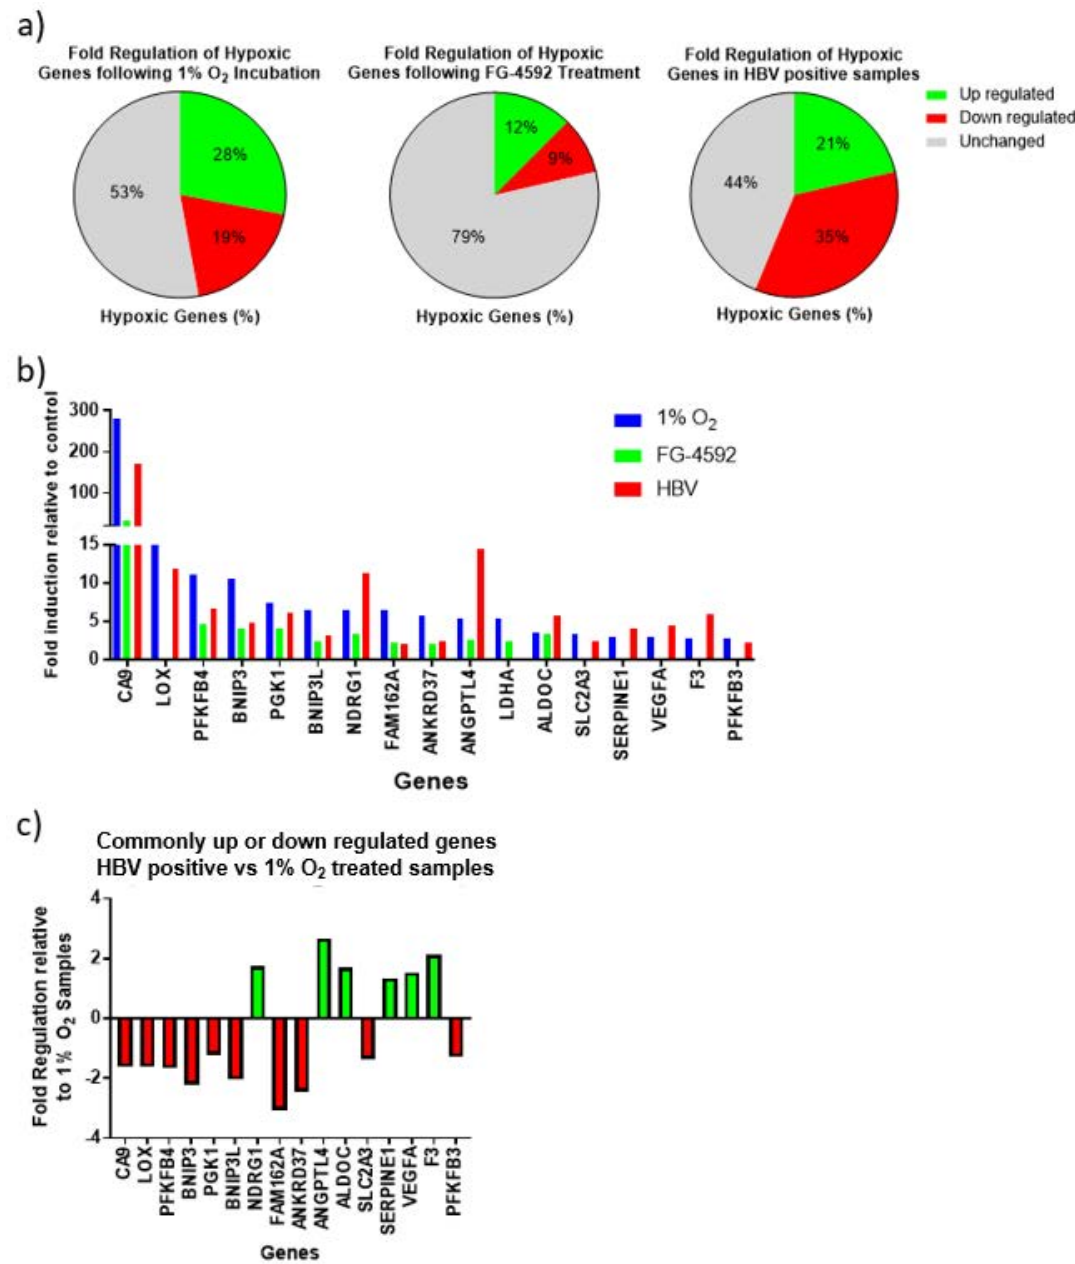 a)
Fold Regulation of Hypoxic
Genes following 1% O₂ Incubation
28%
53%
19%
Hypoxic Genes (%)
Fold Regulation of Hypoxic
Genes following FG-4592 Treatment
12%
9%
79%
Hypoxic Genes (%)
Fold Regulation of Hypoxic
Genes in HBV positive samples
21%
44%
35%
Hypoxic Genes (%)
Up regulated
Down regulated
Unchanged
b)
Fold induction relative to control
300
200
100
15
10
5
0
1% O₂
FG-4592
HBV
CA9
LOX
PFKFB4
BNIP3
PGK1
BNIP3L
NDRG1
FAM162A
ANKRD37
ANGPTL4
LDHA
ALDOC
SLC2A3
SERPINE1
VEGFA
F3
PFKFB3
Genes
c)
Commonly up or down regulated genes
HBV positive vs 1% O₂ treated samples
Fold Regulation relative
to 1% O₂ Samples
4
2
0
-2
-4
CA9
LOX
PFKFB4
BNIP3
PGK1
BNIP3L
NDRG1
FAM162A
ANKRD37
ANGPTL4
ALDOC
SLC2A3
SERPINE1
VEGFA
F3
PFKFB3
Genes